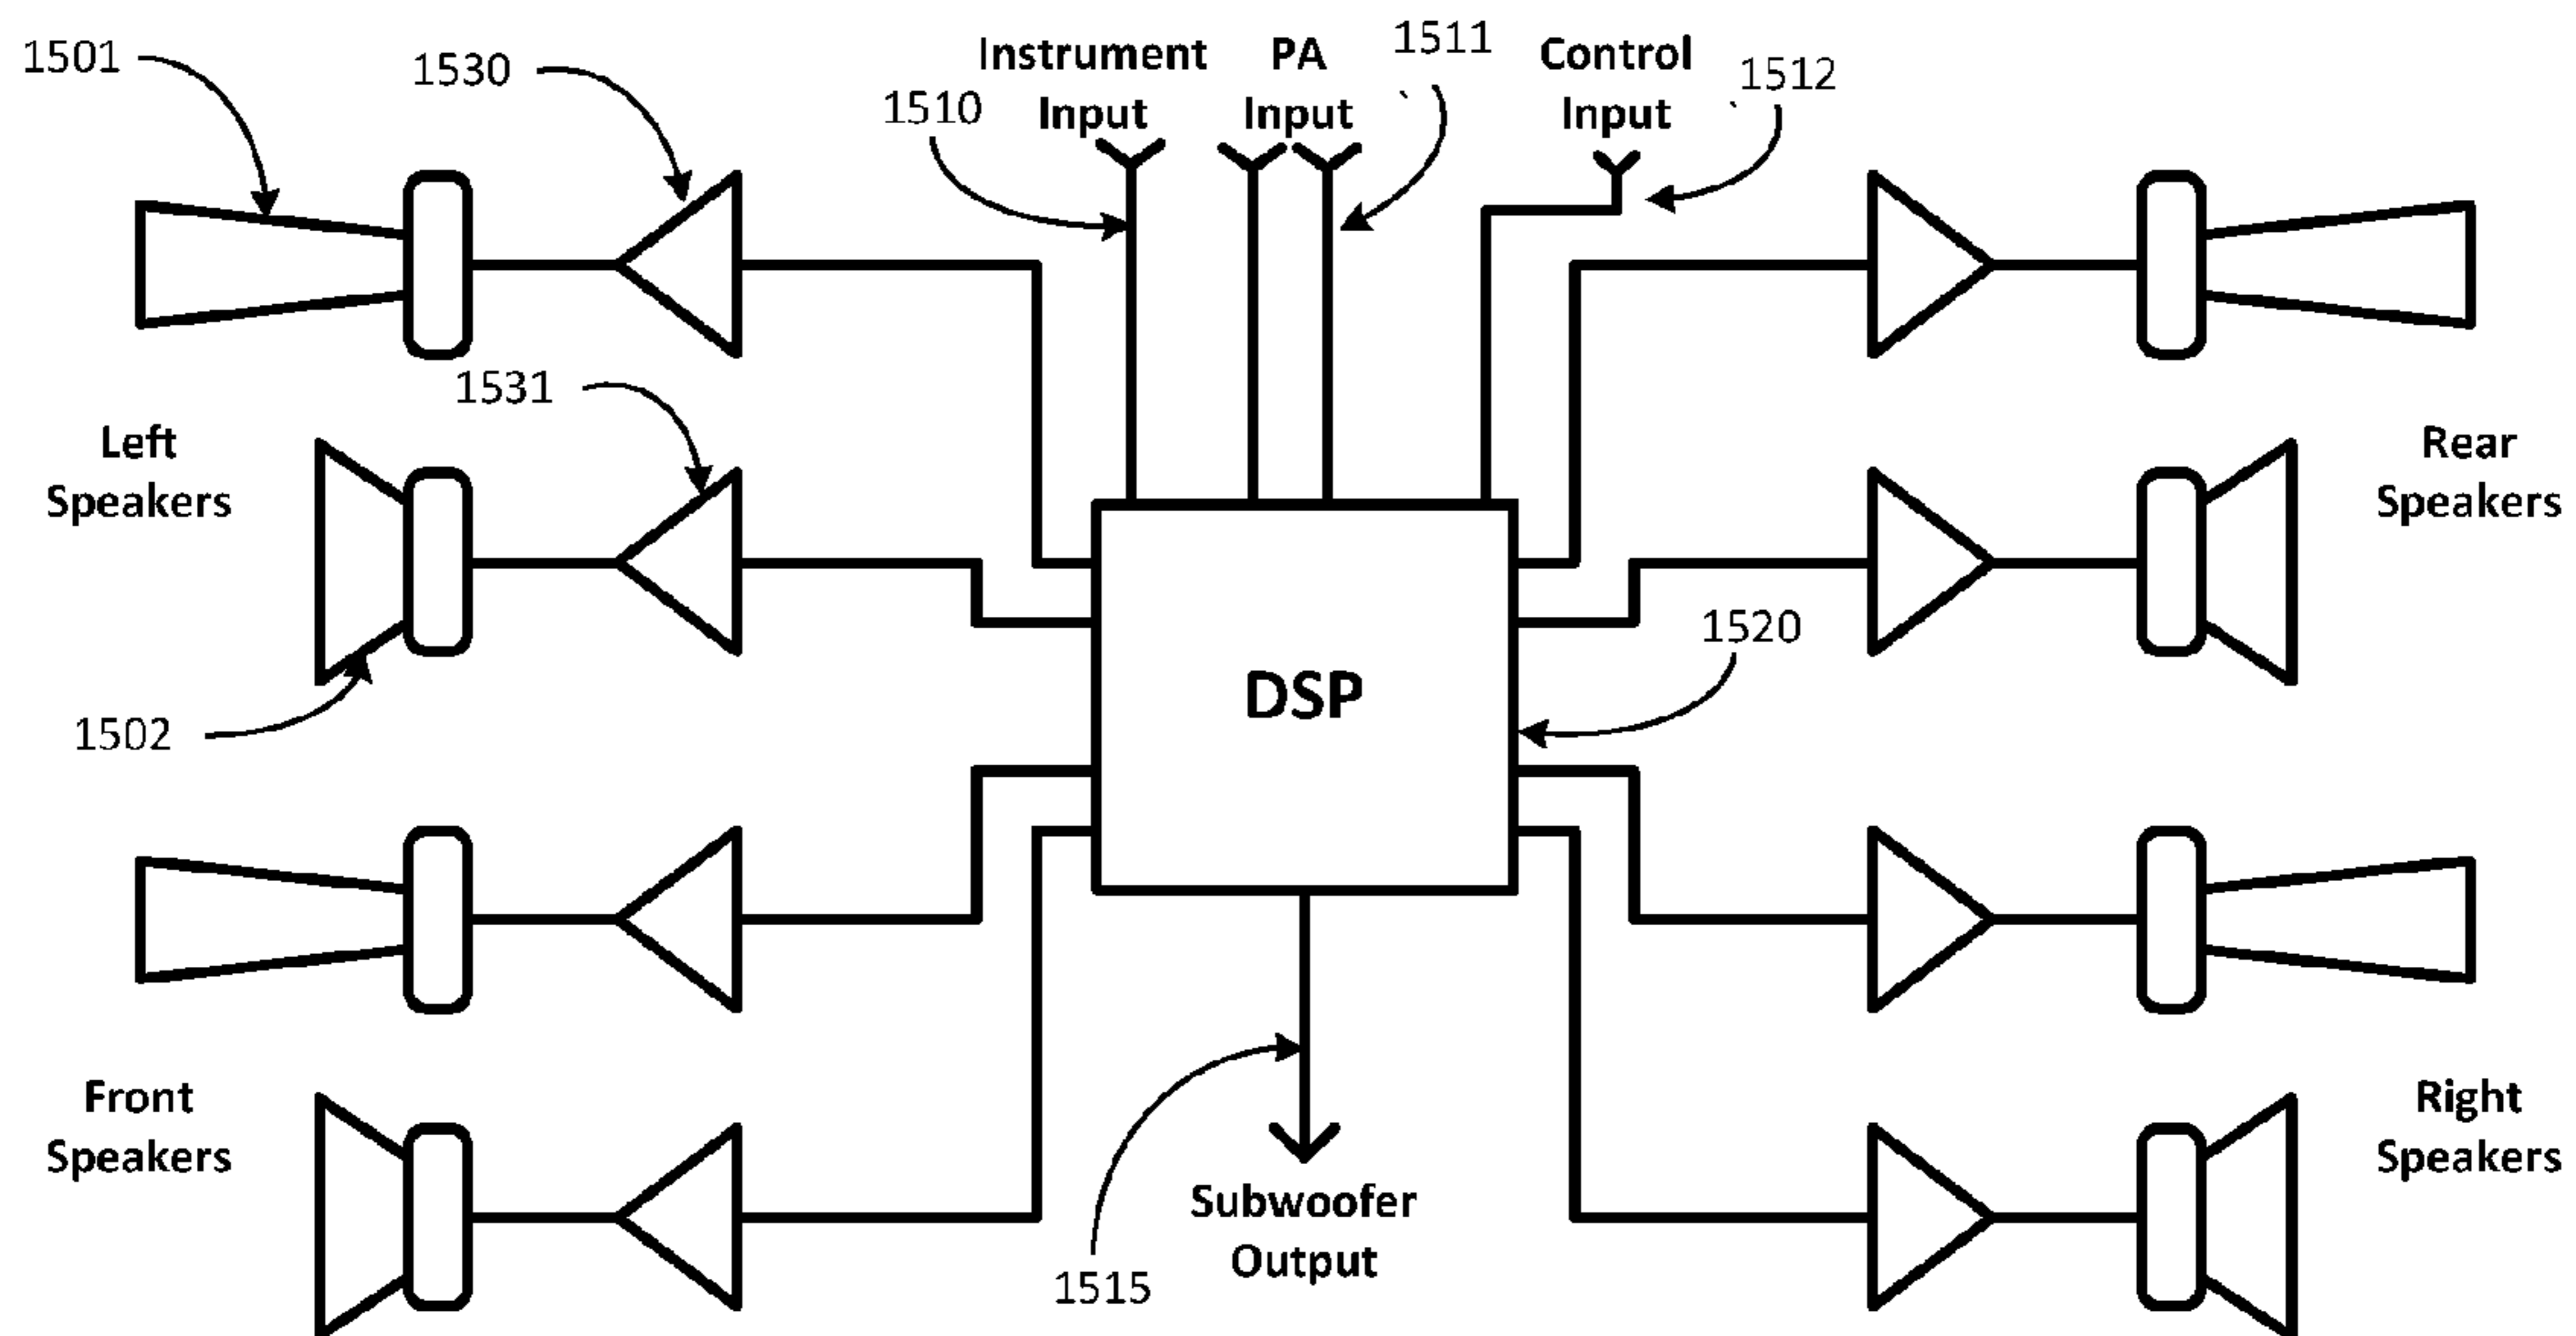 1501
1530
1510
Instrument
Input
PA
Input
1511
Control
Input
1512
1531
Left
Speakers
Rear
Speakers
1502
DSP
1520
Front
Speakers
Right
Speakers
Subwoofer
Output
1515